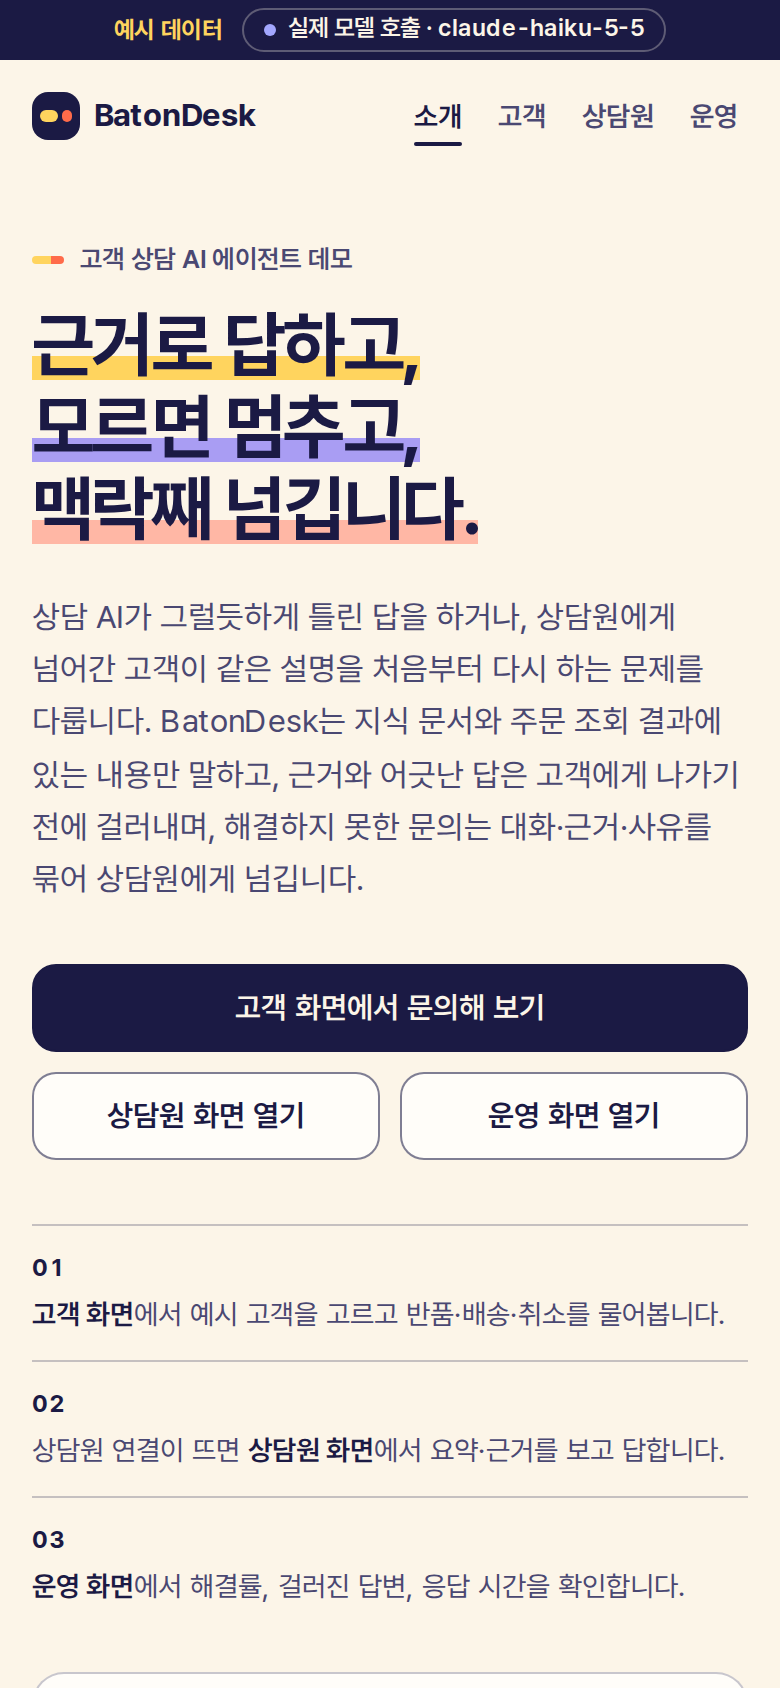 예시 데이터
실제 모델 호출 · claude-haiku-5-5
BatonDesk
소개 고객 상담원 운영
고객 상담 AI 에이전트 데모
근거로 답하고,
모르면 멈추고,
맥락째 넘깁니다.
상담 AI가 그럴듯하게 틀린 답을 하거나, 상담원에게
넘어간 고객이 같은 설명을 처음부터 다시 하는 문제를
다룹니다. BatonDesk는 지식 문서와 주문 조회 결과에
있는 내용만 말하고, 근거와 어긋난 답은 고객에게 나가기
전에 걸러내며, 해결하지 못한 문의는 대화·근거·사유를
묶어 상담원에게 넘깁니다.
고객 화면에서 문의해 보기
상담원 화면 열기
운영 화면 열기
01
고객 화면에서 예시 고객을 고르고 반품·배송·취소를 물어봅니다.
02
상담원 연결이 뜨면 상담원 화면에서 요약·근거를 보고 답합니다.
03
운영 화면에서 해결률, 걸러진 답변, 응답 시간을 확인합니다.